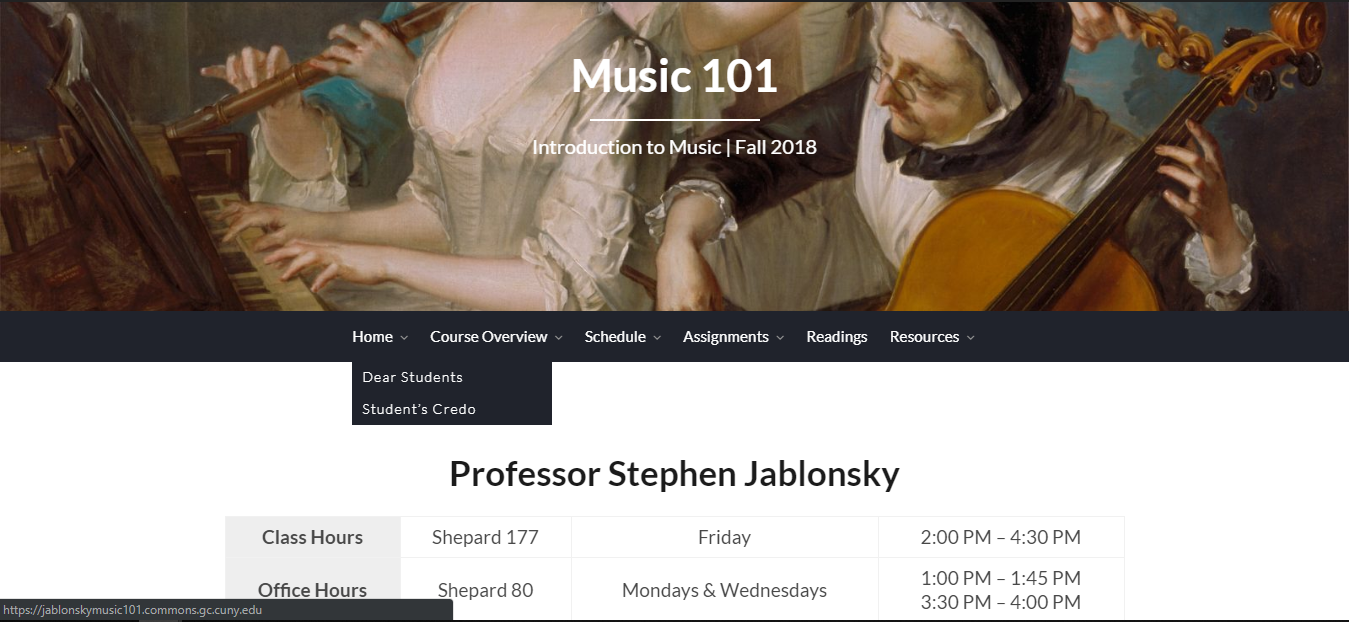 Music 101
Introduction to Music | Fall 2018
Home Course Overview Schedule Assignments Readings Resources
Dear Students
Student’s Credo
Professor Stephen Jablonsky
Class Hours Shepard 177 Friday 2:00 PM – 4:30 PM
Office Hours Shepard 80 Mondays & Wednesdays 1:00 PM – 1:45 PM
3:30 PM – 4:00 PM
https://jablonskymusic101.commons.gc.cuny.edu